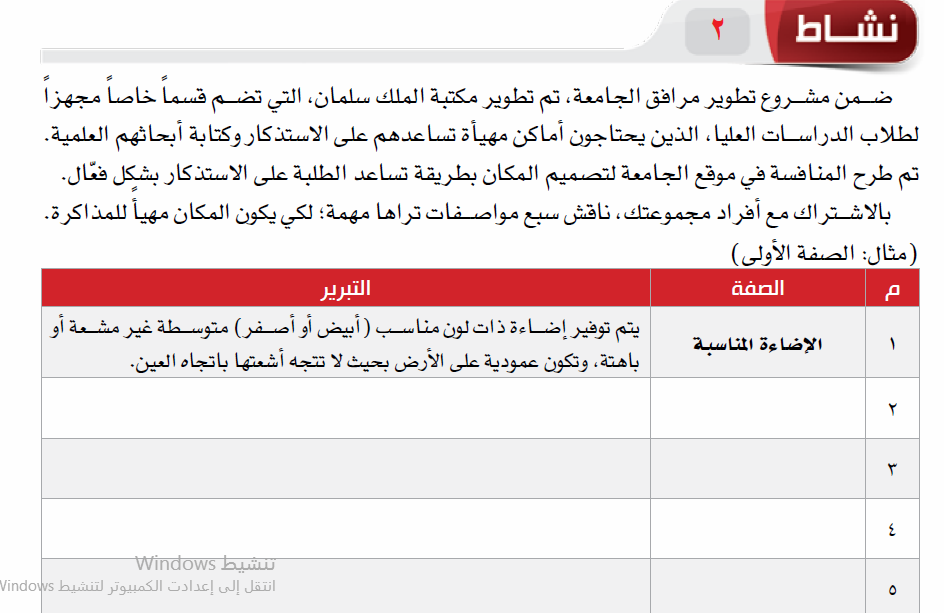 نشاط
٢
ضمن مشروع تطوير مرافق الجامعة، تم تطوير مكتبة الملك سلمان، التي تضم قسماً خاصاً مجهزاً
لطلاب الدراسات العليا، الذين يحتاجون أماكن مهيأة تساعدهم على الاستذكار وكتابة أبحاثهم العلمية.
تم طرح المنافسة في موقع الجامعة لتصميم المكان بطريقة تساعد الطلبة على الاستذكار بشكل فعّال.
بالاشتراك مع أفراد مجموعتك، ناقش سبع مواصفات تراها مهمة؛ لكي يكون المكان مهيأً للمذاكرة.
(مثال: الصفة الأولى)
م الصفة التبرير
١ الإضاءة المناسبة يتم توفير إضاءة ذات لون مناسب (أبيض أو أصفر) متوسطة غير مشعة أو
باهتة، وتكون عمودية على الأرض بحيث لا تتجه أشعتها باتجاه العين.
٢
٣
٤
٥
تنشيط Windows
انتقل إلى إعدادت الكمبيوتر لتنشيط Windows